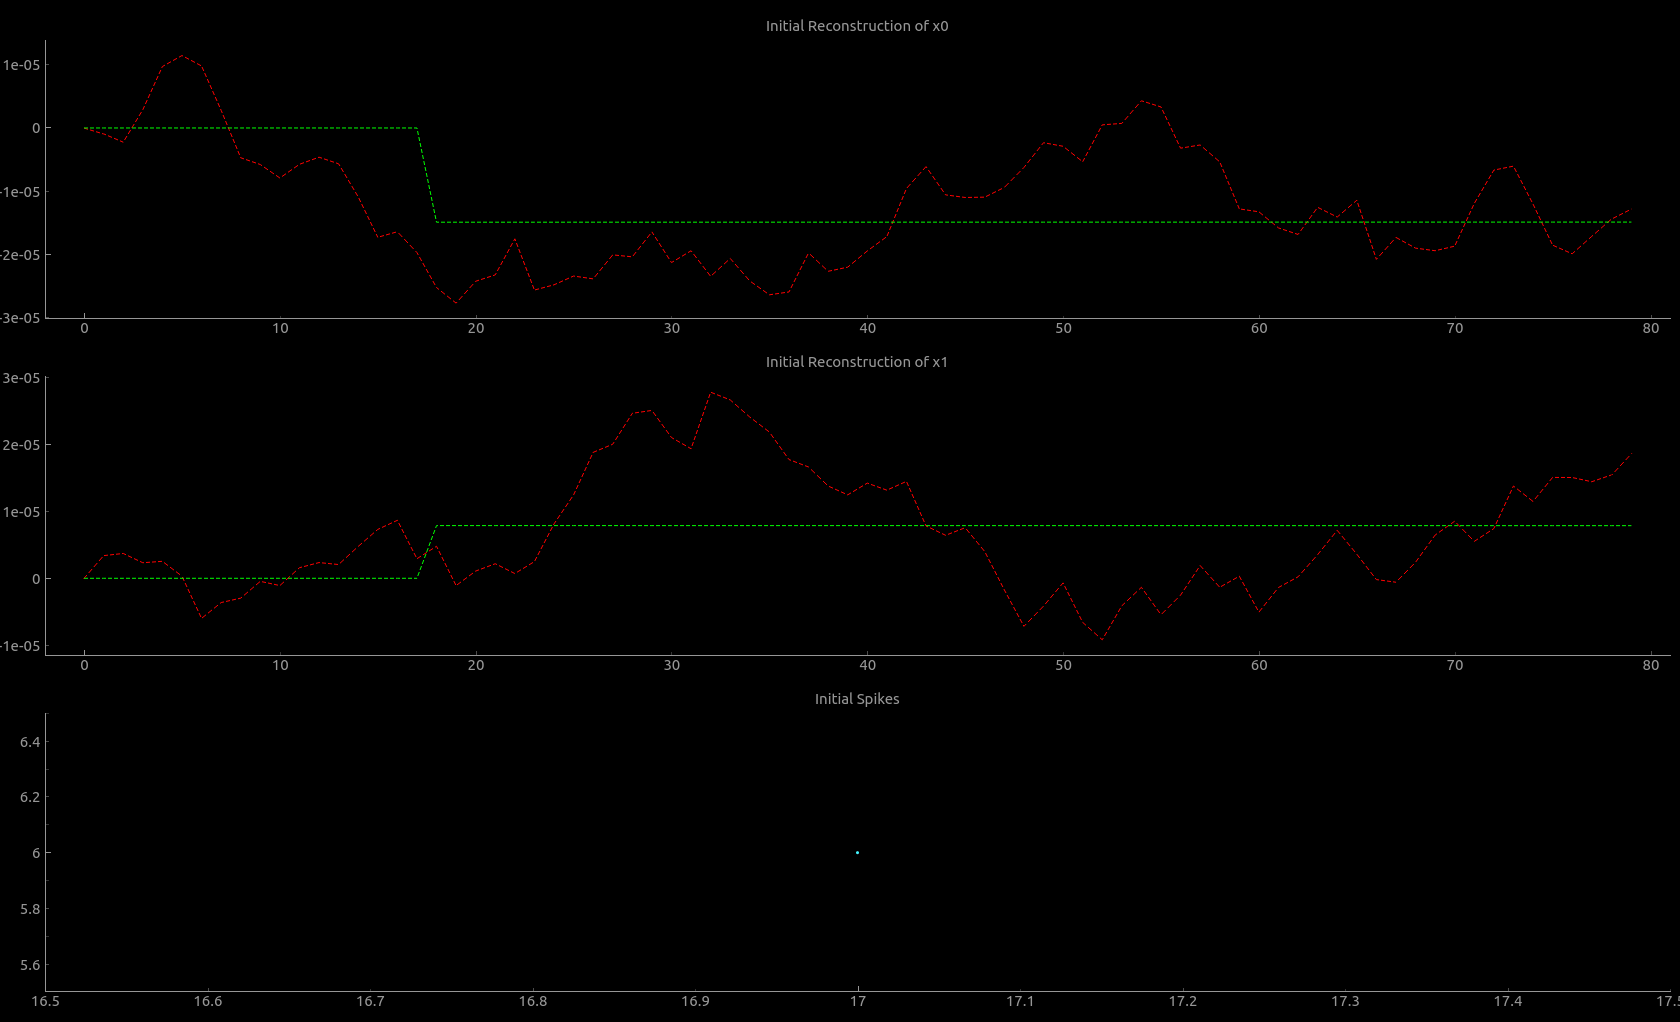 Initial Reconstruction of x0
1e-05
0
-1e-05
-2e-05
-3e-05
0 10 20 30 40 50 60 70 80
Initial Reconstruction of x1
3e-05
2e-05
1e-05
0
-1e-05
0 10 20 30 40 50 60 70 80
Initial Spikes
6.4
6.2
6
5.8
5.6
16.5 16.6 16.7 16.8 16.9 17 17.1 17.2 17.3 17.4 17.5